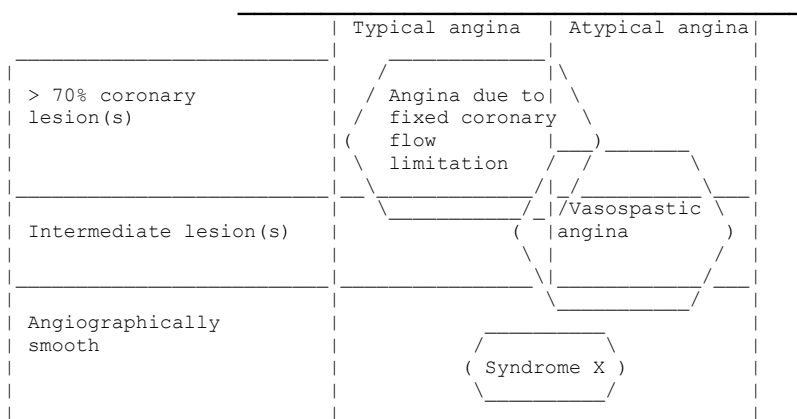 Typical angina | Atypical angina
> 70% coronary
lesion(s)
Angina due to
fixed coronary
flow
limitation
Intermediate lesion(s)
Vasospastic
angina
Angiographically
smooth
Syndrome X